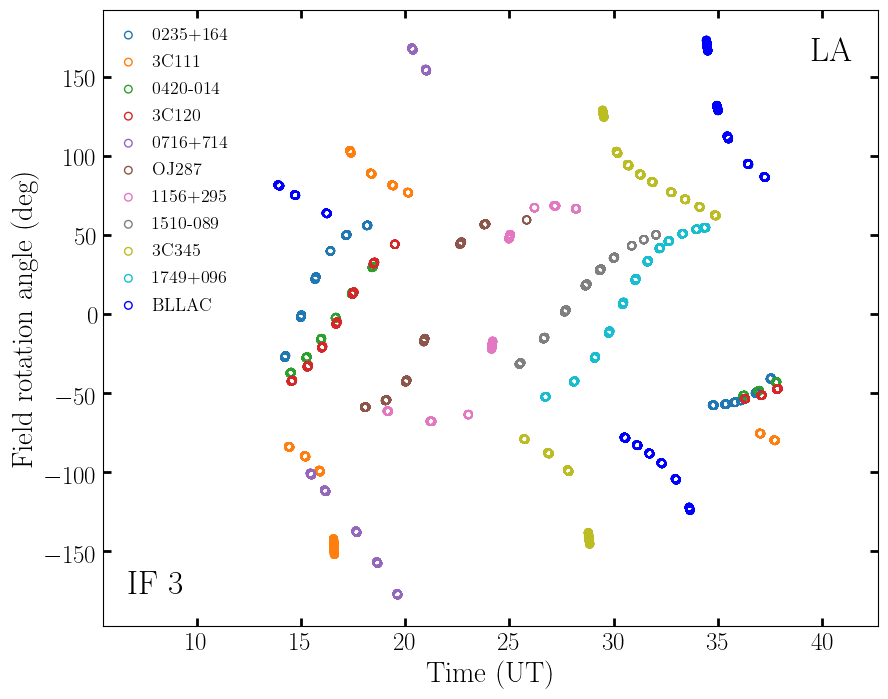 LA
0235+164
3C111
0420-014
3C120
0716+714
OJ287
1156+295
1510-089
3C345
1749+096
BLLAC
IF 3
Field rotation angle (deg)
150
100
50
0
−50
−100
−150
10 15 20 25 30 35 40
Time (UT)